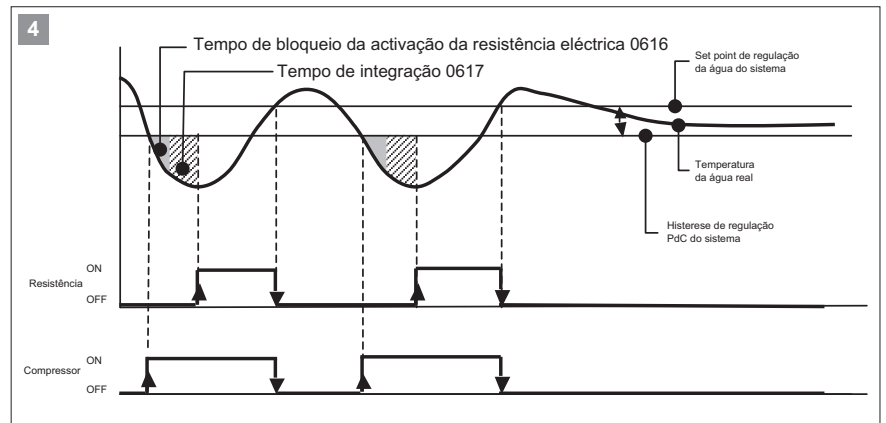 4
Tempo de bloqueio da activação da resistência eléctrica 0616
Tempo de integração 0617
Set point de regulação
da água do sistema
Temperatura
da água real
Histerese de regulação
PdC do sistema
ON
Resistência
OFF
ON
Compressor
OFF